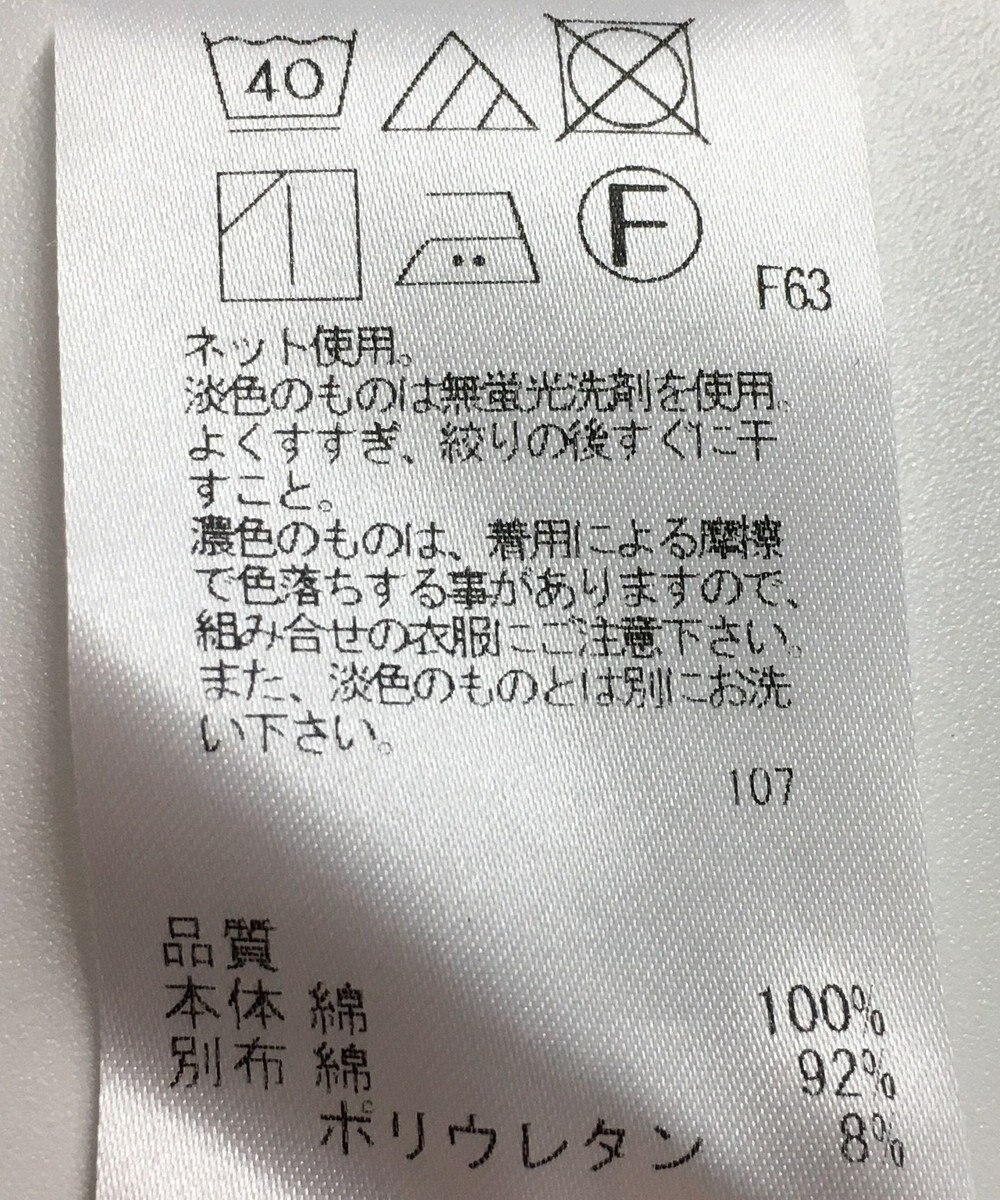 40
F
F63
ネット使用。
淡色のものは無蛍光洗剤を使用。
よくすすぎ、絞りの後すぐに干
すこと。
濃色のものは、着用による摩擦
で色落ちする事がありますので、
組み合せの衣服にご注意下さい。
また、淡色のものとは別にお洗
い下さい。
107
品質
本体 綿 100%
別布 綿 92%
ポリウレタン 8%